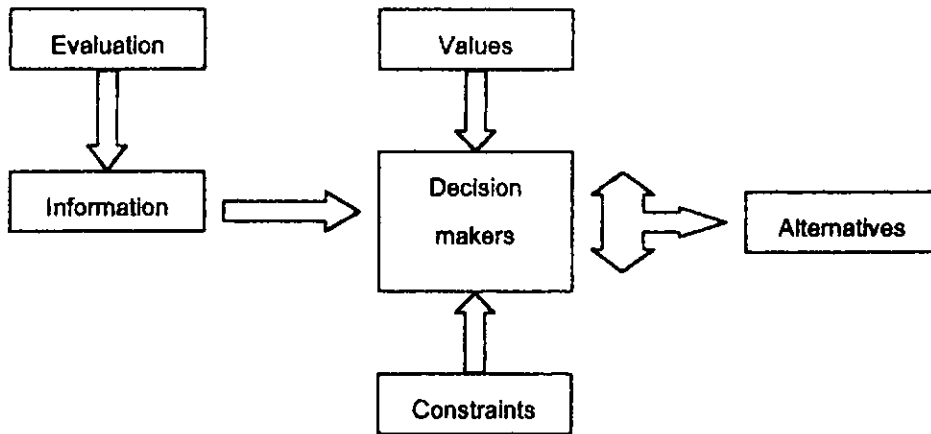 Evaluation
Values
Information
Decision
makers
Alternatives
Constraints